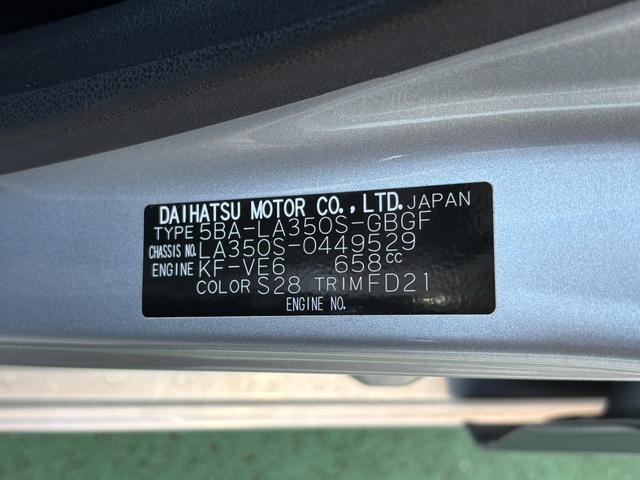 DAIHATSU MOTOR CO., LTD. JAPAN
TYPE 5BA-LA350S-GBGF
CHASSIS NO. LA350S-0449529
ENGINE KF-VE6 658cc
COLOR S28 TRIM FD21
ENGINE NO.